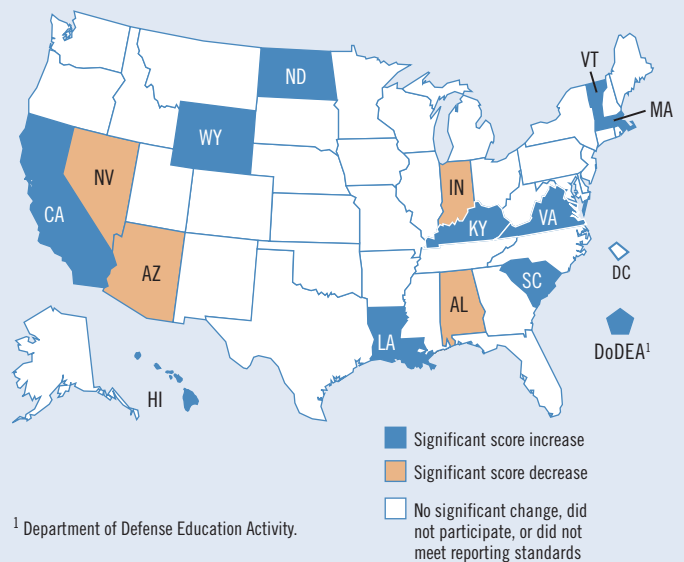 VT
ND
MA
WY
NV
IN
CA
KY
VA
AZ
DC
SC
AL
LA
DoDEA¹
HI
Significant score increase
Significant score decrease
No significant change, did
not participate, or did not
meet reporting standards
¹ Department of Defense Education Activity.